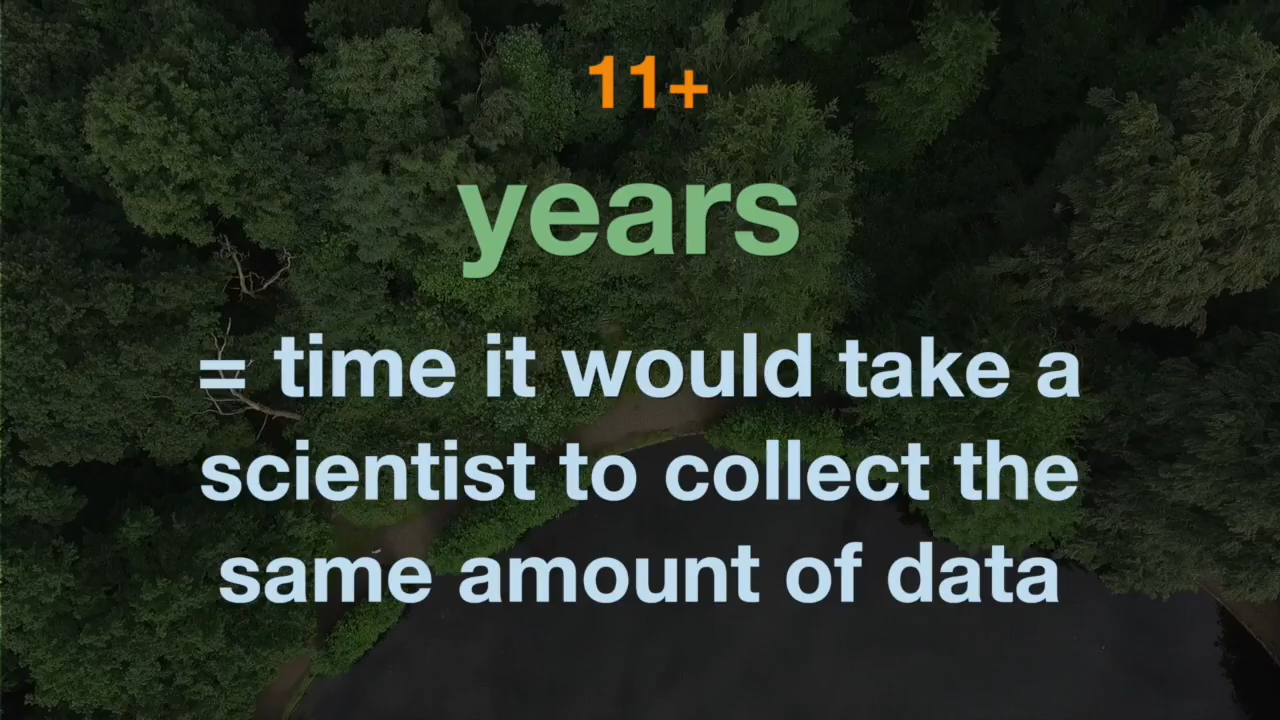 11+
years
= time it would take a
scientist to collect the
same amount of data